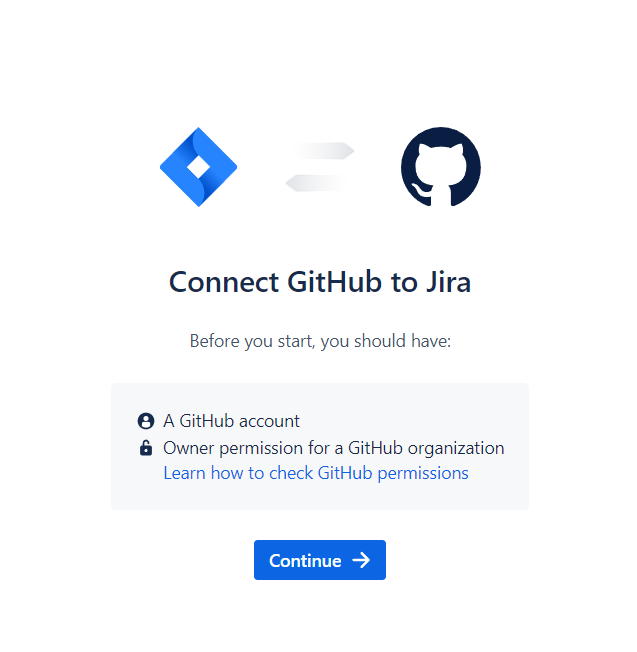 Connect GitHub to Jira
Before you start, you should have:
A GitHub account
Owner permission for a GitHub organization
Learn how to check GitHub permissions
Continue